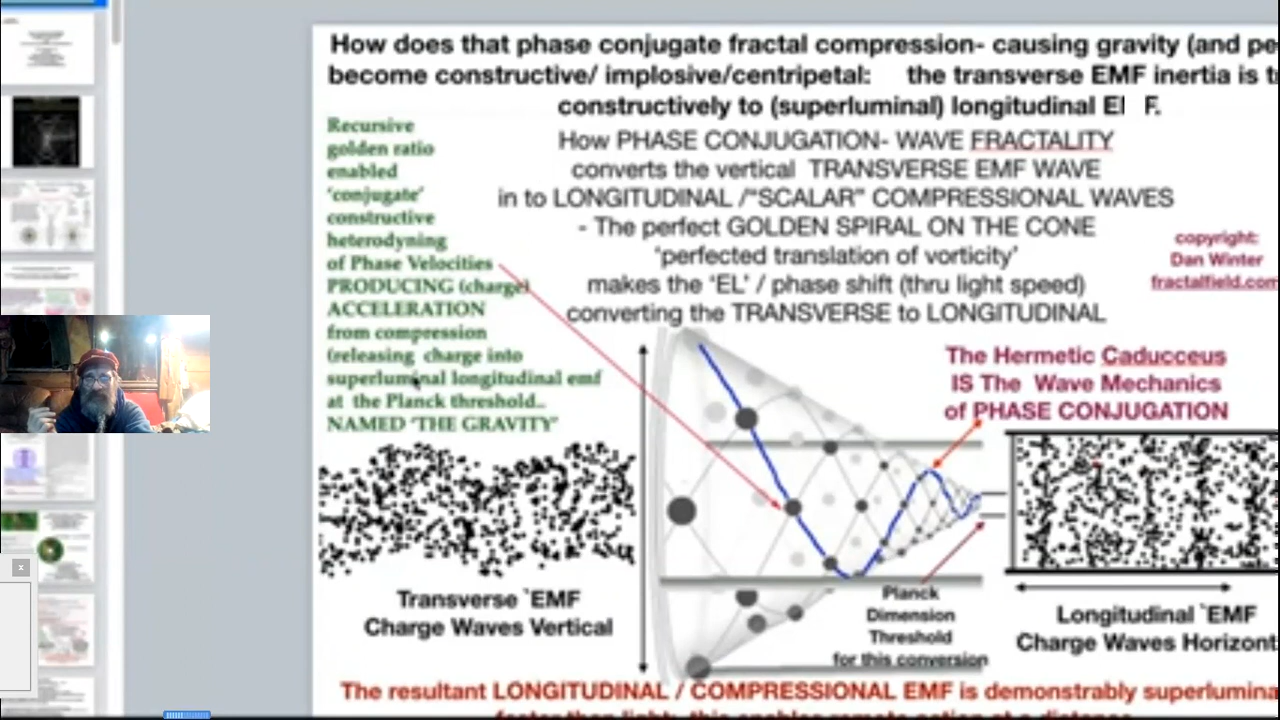 How does that phase conjugate fractal compression- causing gravity (and pe
become constructive/ implosive/centripetal: the transverse EMF inertia is t
constructively to (superluminal) longitudinal EI F.
Recursive
golden ratio
enabled
'conjugate'
constructive
heterodyning
of Phase Velocities
PRODUCING (charge)
ACCELERATION
from compression
(releasing charge into
superluminal longitudinal emf
at the Planck threshold..
NAMED 'THE GRAVITY"
How PHASE CONJUGATION- WAVE FRACTALITY
converts the vertical TRANSVERSE EMF WAVE
in to LONGITUDINAL /"SCALAR" COMPRESSIONAL WAVES
- The perfect GOLDEN SPIRAL ON THE CONE
'perfected translation of vorticity'
makes the 'EL' / phase shift (thru light speed)
converting the TRANSVERSE to LONGITUDINAL
copyright:
Dan Winter
fractalfield.com
The Hermetic Caducceus
IS The Wave Mechanics
of PHASE CONJUGATION
Transverse `EMF
Charge Waves Vertical
Planck
Dimension
Threshold
for this conversion
Longitudinal `EMF
Charge Waves Horizont
The resultant LONGITUDINAL / COMPRESSIONAL EMF is demonstrably superlumina